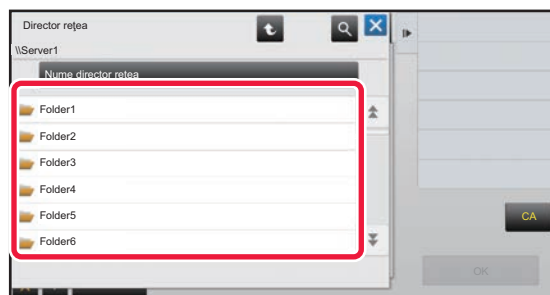 Director rețea
\\Server1
Nume director rețea
Folder1
Folder2
Folder3
Folder4
Folder5
Folder6
CA
OK